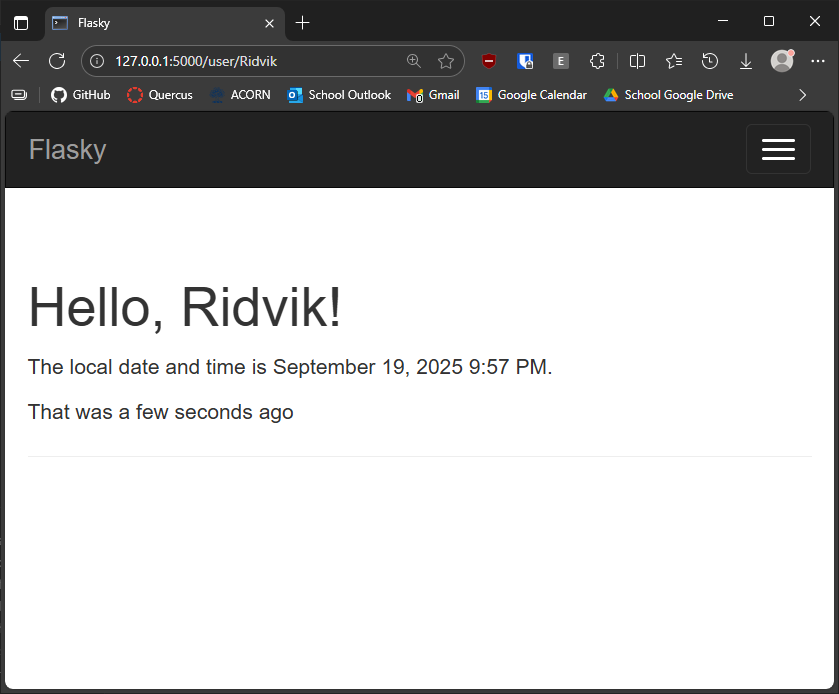 Flasky
127.0.0.1:5000/user/Ridvik
E
GitHub Quercus ACORN School Outlook Gmail 15 Google Calendar School Google Drive
Flasky
Hello, Ridvik!
The local date and time is September 19, 2025 9:57 PM.
That was a few seconds ago